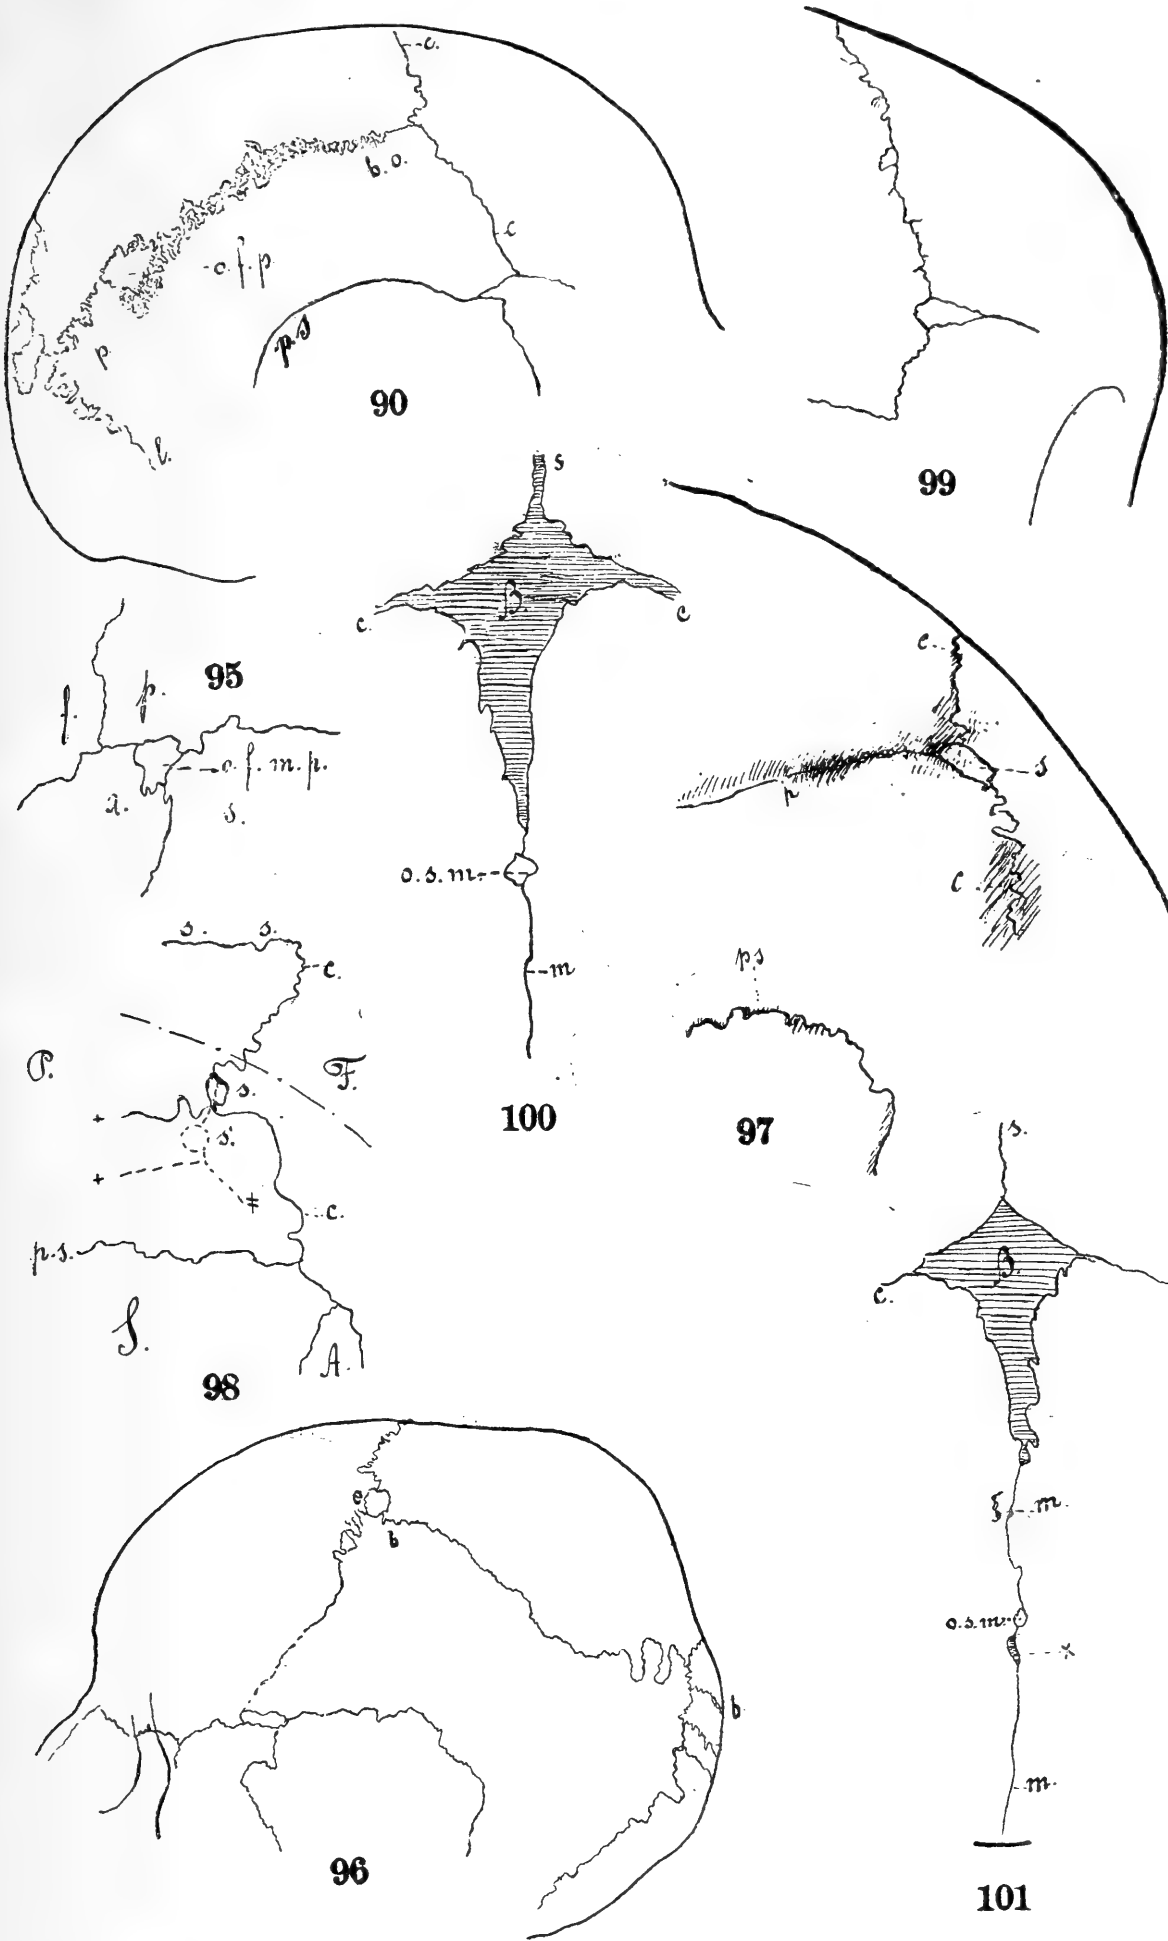 c.
b.o.
c
o.f.p.
p.s
p.
l.
90
99
s
β.
c.
c
o.s.m.
m
100
95
f.
p.
o.f.m.p.
a.
s.
c.
s
p
c.
97
ps
s. s.
c.
P.
F.
s.
+
s'.
+
‡
c.
p.s.
S.
A.
98
s.
β.
c.
ξ m.
o.s.m.
*
m.
101
e
b
b
96